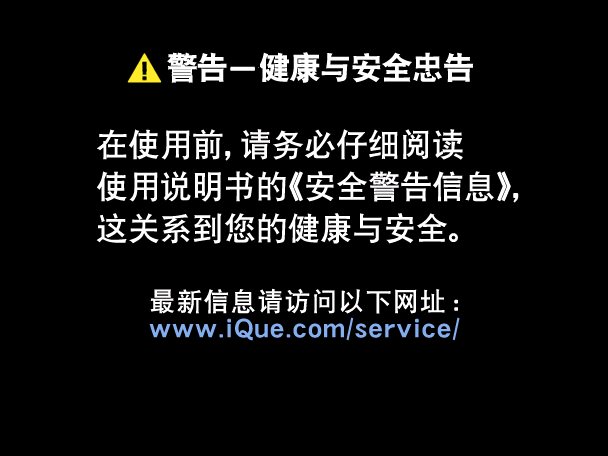 警告－健康与安全忠告
在使用前，请务必仔细阅读
使用说明书的《安全警告信息》，
这关系到您的健康与安全。
最新信息请访问以下网址：
www.iQue.com/service/